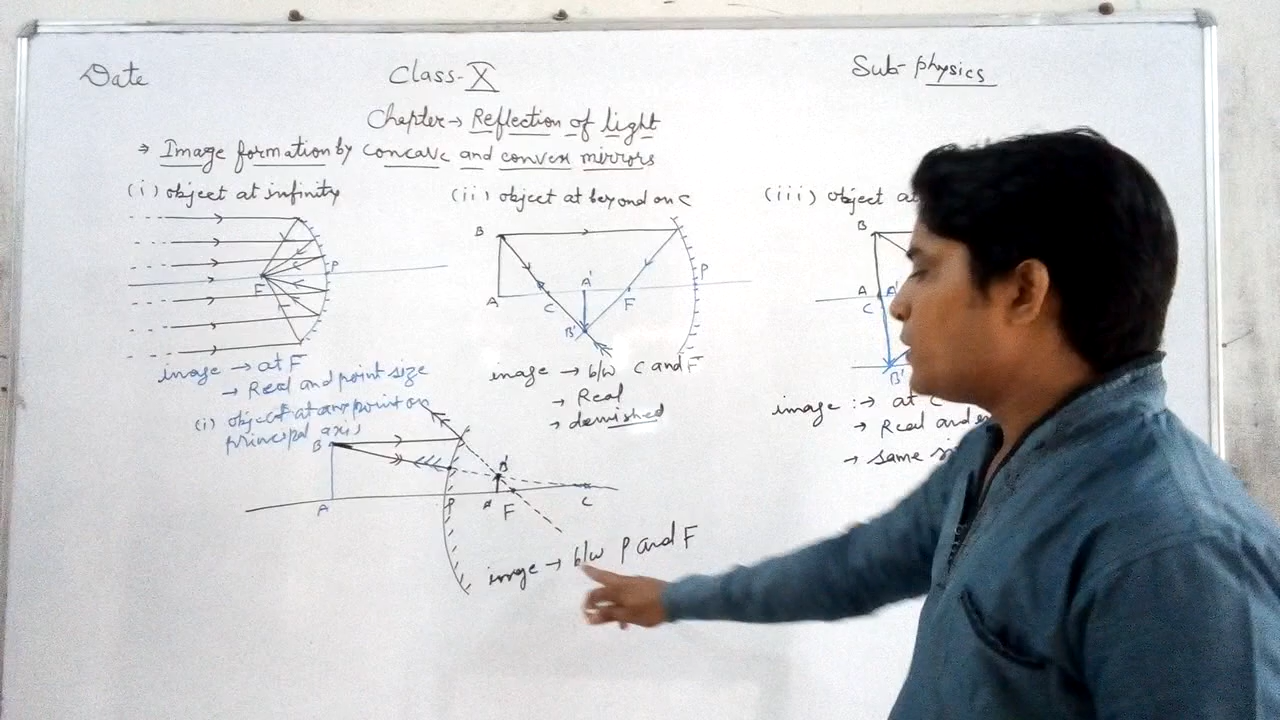 Date
Class-X
Sub-physics
Chapter→ Reflection of light
→ Image formation by concave and convex mirrors
(i) object at infinity
(ii) object at beyond on C
(iii) object at
F
P
image → at F
→ Real and point size
B
A
C
A'
B'
F
P
image → b/w C and F
→ Real
→ demished
B
A
A'
C
B'
image :→ at C
→ Real and
→ same
(i) object at any point on
principal axis
B
A
P
B'
A'
F
C
image → b/w P and F